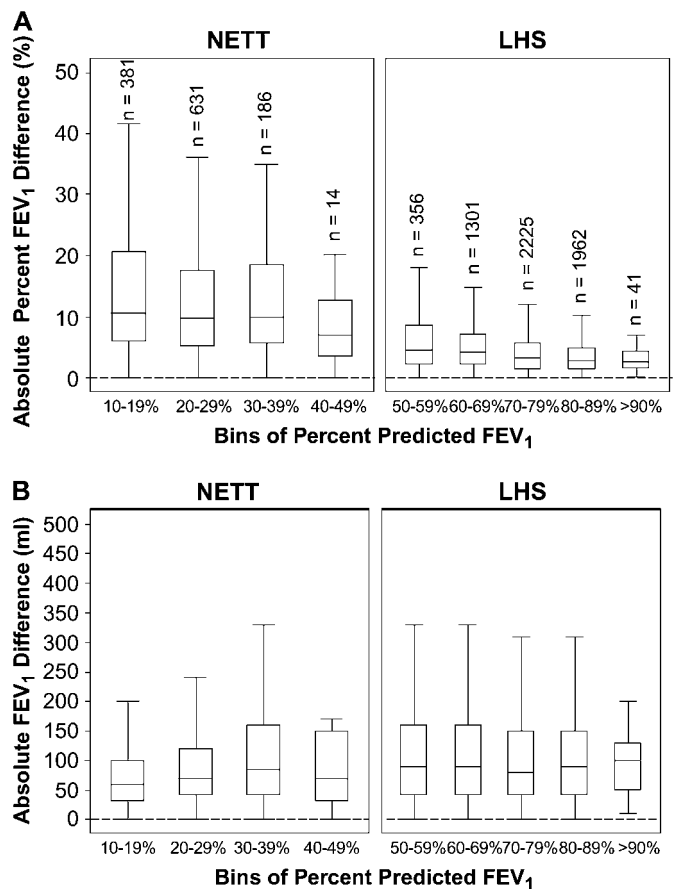 A
NETT LHS
Absolute Percent FEV1 Difference (%)
50
40
30
20
10
0
n = 381
n = 631
n = 186
n = 14
n = 356
n = 1301
n = 2225
n = 1962
n = 41
10-19% 20-29% 30-39% 40-49% 50-59% 60-69% 70-79% 80-89% >90%
Bins of Percent Predicted FEV1
B
NETT LHS
Absolute FEV1 Difference (ml)
500
450
400
350
300
250
200
150
100
50
0
10-19% 20-29% 30-39% 40-49% 50-59% 60-69% 70-79% 80-89% >90%
Bins of Percent Predicted FEV1